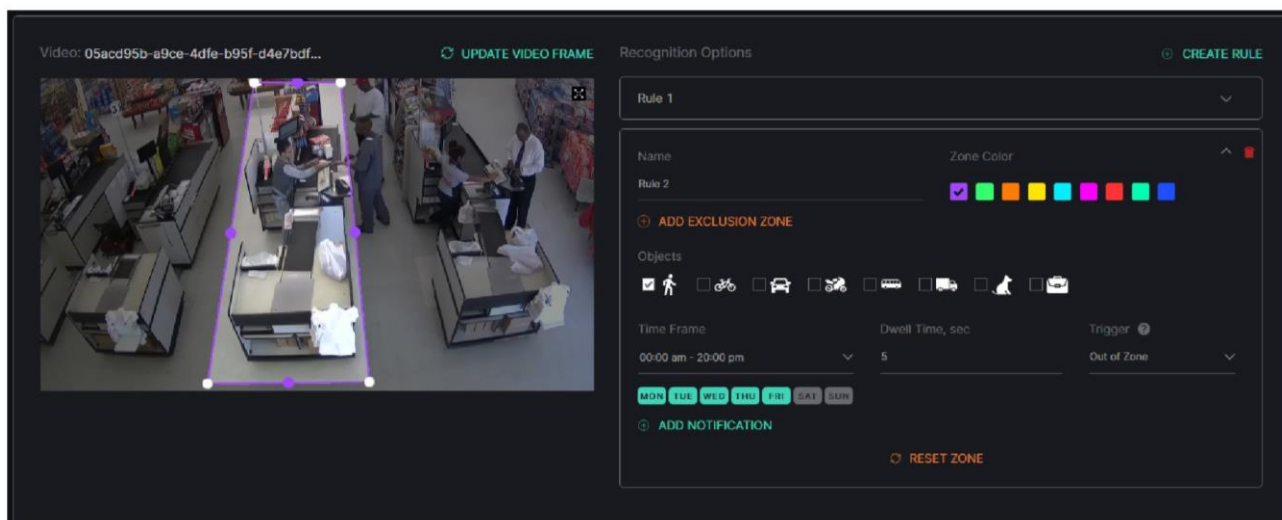 Video: 05acd95b-a9ce-4dfe-b95f-d4e7bdf...
UPDATE VIDEO FRAME
Recognition Options
CREATE RULE
Rule 1
Name
Zone Color
Rule 2
ADD EXCLUSION ZONE
Objects
Time Frame
Dwell Time, sec
Trigger ?
00:00 am - 20:00 pm
5
Out of Zone
MON TUE WED THU FRI SAT SUN
ADD NOTIFICATION
RESET ZONE